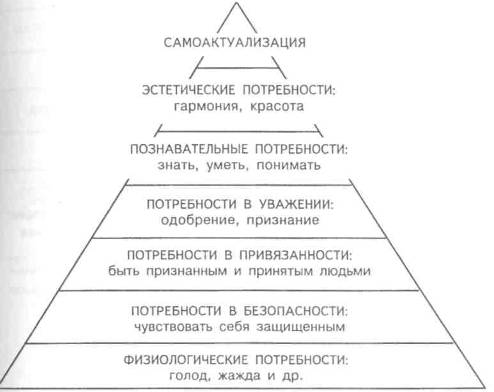 САМОАКТУАЛИЗАЦИЯ
ЭСТЕТИЧЕСКИЕ ПОТРЕБНОСТИ:
гармония, красота
ПОЗНАВАТЕЛЬНЫЕ ПОТРЕБНОСТИ:
знать, уметь, понимать
ПОТРЕБНОСТИ В УВАЖЕНИИ:
одобрение, признание
ПОТРЕБНОСТИ В ПРИВЯЗАННОСТИ:
быть признанным и принятым людьми
ПОТРЕБНОСТИ В БЕЗОПАСНОСТИ:
чувствовать себя защищенным
ФИЗИОЛОГИЧЕСКИЕ ПОТРЕБНОСТИ:
голод, жажда и др.